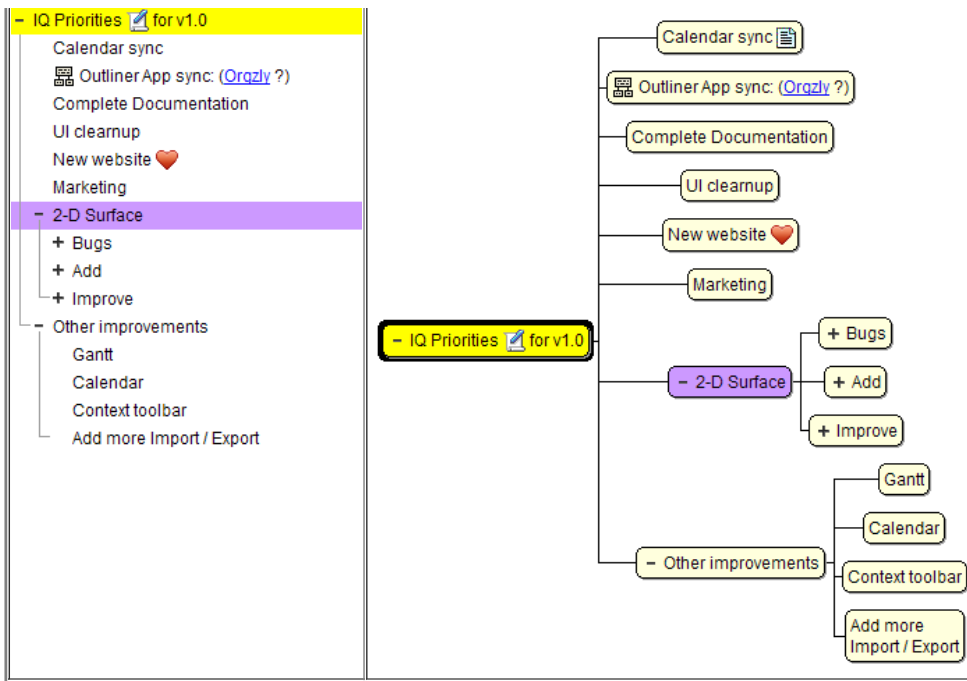 IQ Priorities for v1.0
Calendar sync
Outliner App sync: (Orgzly ?)
Complete Documentation
UI clearnup
New website
Marketing
2-D Surface
Bugs
Add
Improve
Other improvements
Gantt
Calendar
Context toolbar
Add more Import / Export
Calendar sync
Outliner App sync: (Orgzly ?)
Complete Documentation
UI clearnup
New website
Marketing
IQ Priorities for v1.0
2-D Surface
Bugs
Add
Improve
Other improvements
Gantt
Calendar
Context toolbar
Add more
Import / Export